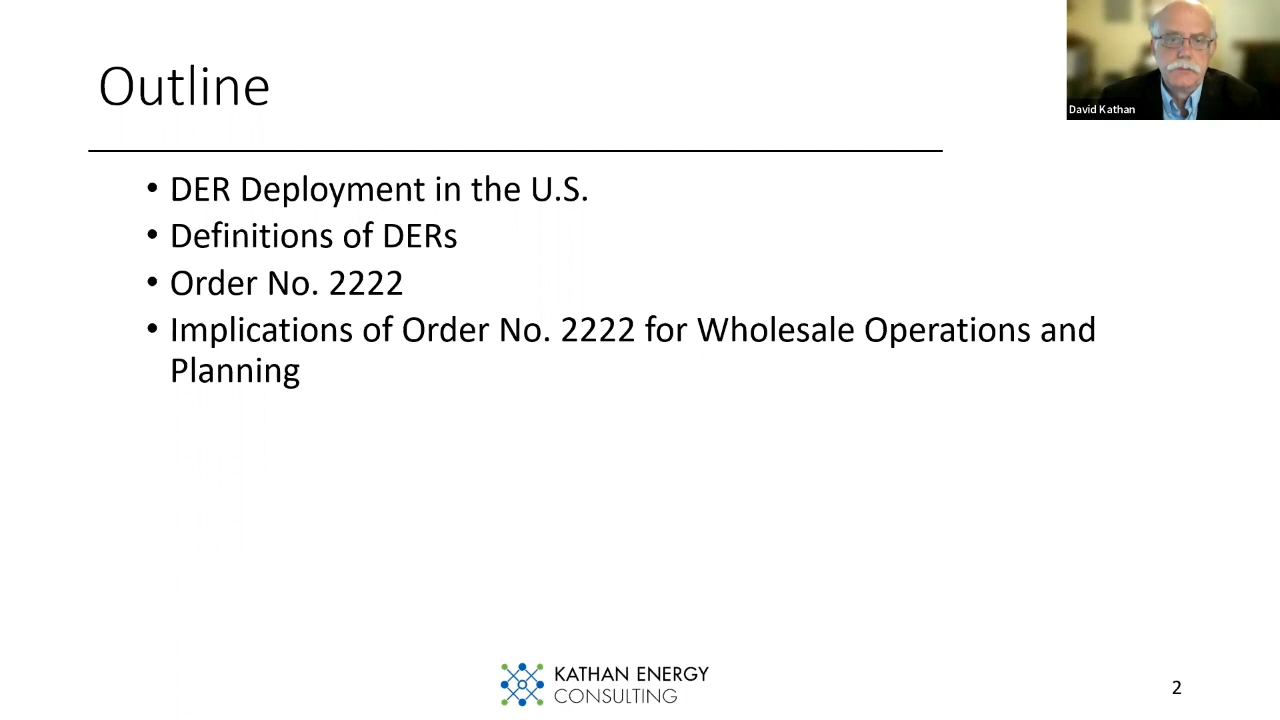 Outline
David Kathan
• DER Deployment in the U.S.
• Definitions of DERs
• Order No. 2222
• Implications of Order No. 2222 for Wholesale Operations and
Planning
KATHAN ENERGY
CONSULTING
2